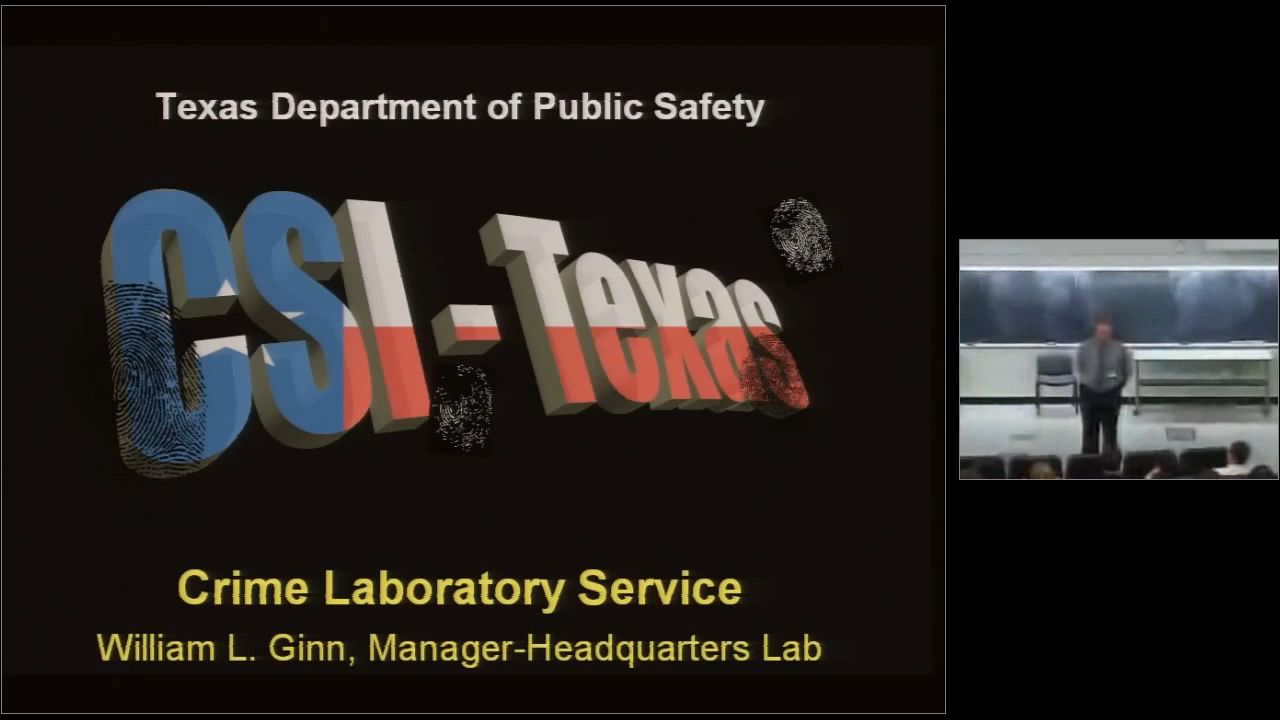 Texas Department of Public Safety
CSI - Texas
Crime Laboratory Service
William L. Ginn, Manager-Headquarters Lab